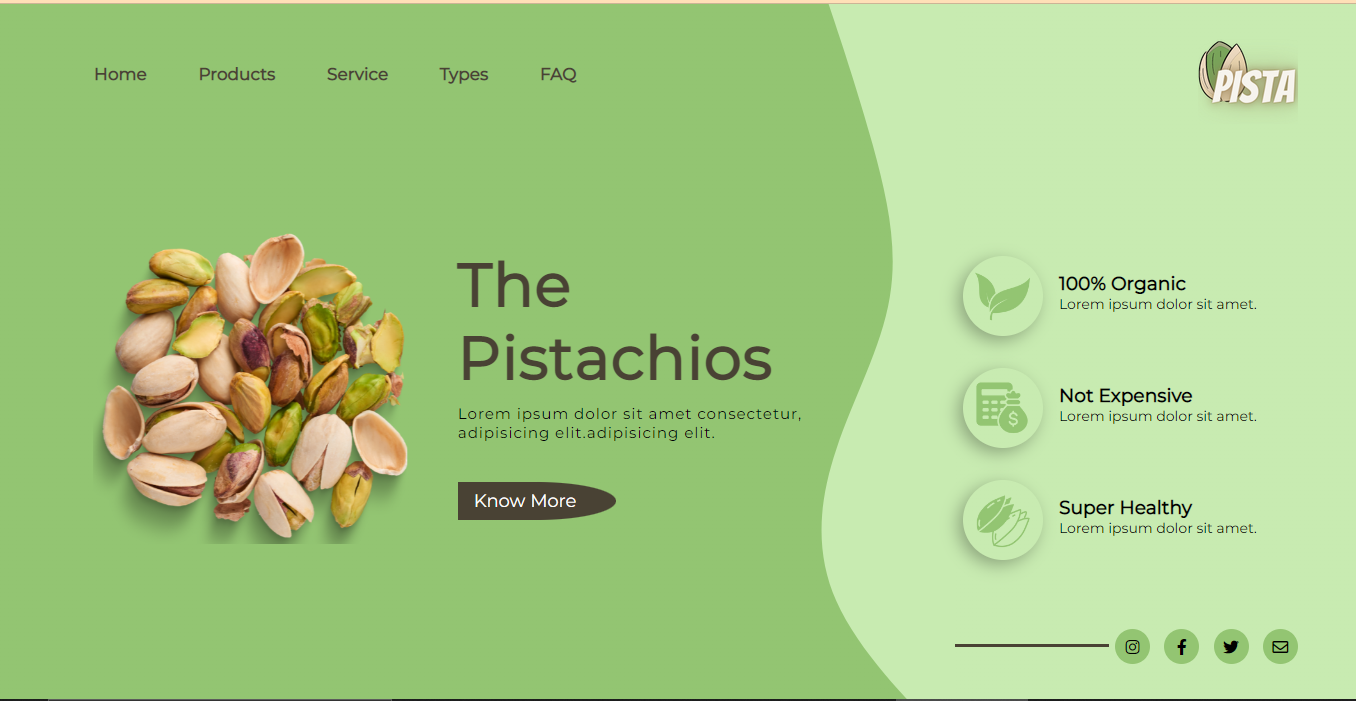 Home Products Service Types FAQ
PISTA
The
Pistachios
Lorem ipsum dolor sit amet consectetur,
adipisicing elit.adipisicing elit.
Know More
100% Organic
Lorem ipsum dolor sit amet.
Not Expensive
Lorem ipsum dolor sit amet.
$
Super Healthy
Lorem ipsum dolor sit amet.